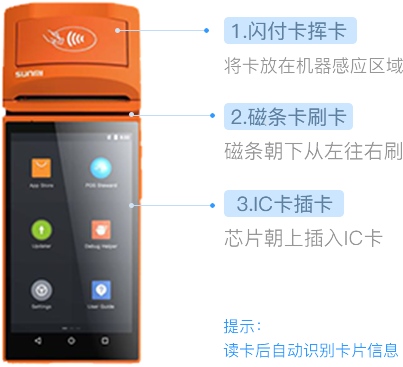 1.闪付卡挥卡
将卡放在机器感应区域
2.磁条卡刷卡
磁条朝下从左往右刷
3.IC卡插卡
芯片朝上插入IC卡
提示：
读卡后自动识别卡片信息
SUNMI
App Store
POS Steward
Updater
Debug Helper
Settings
User Guide